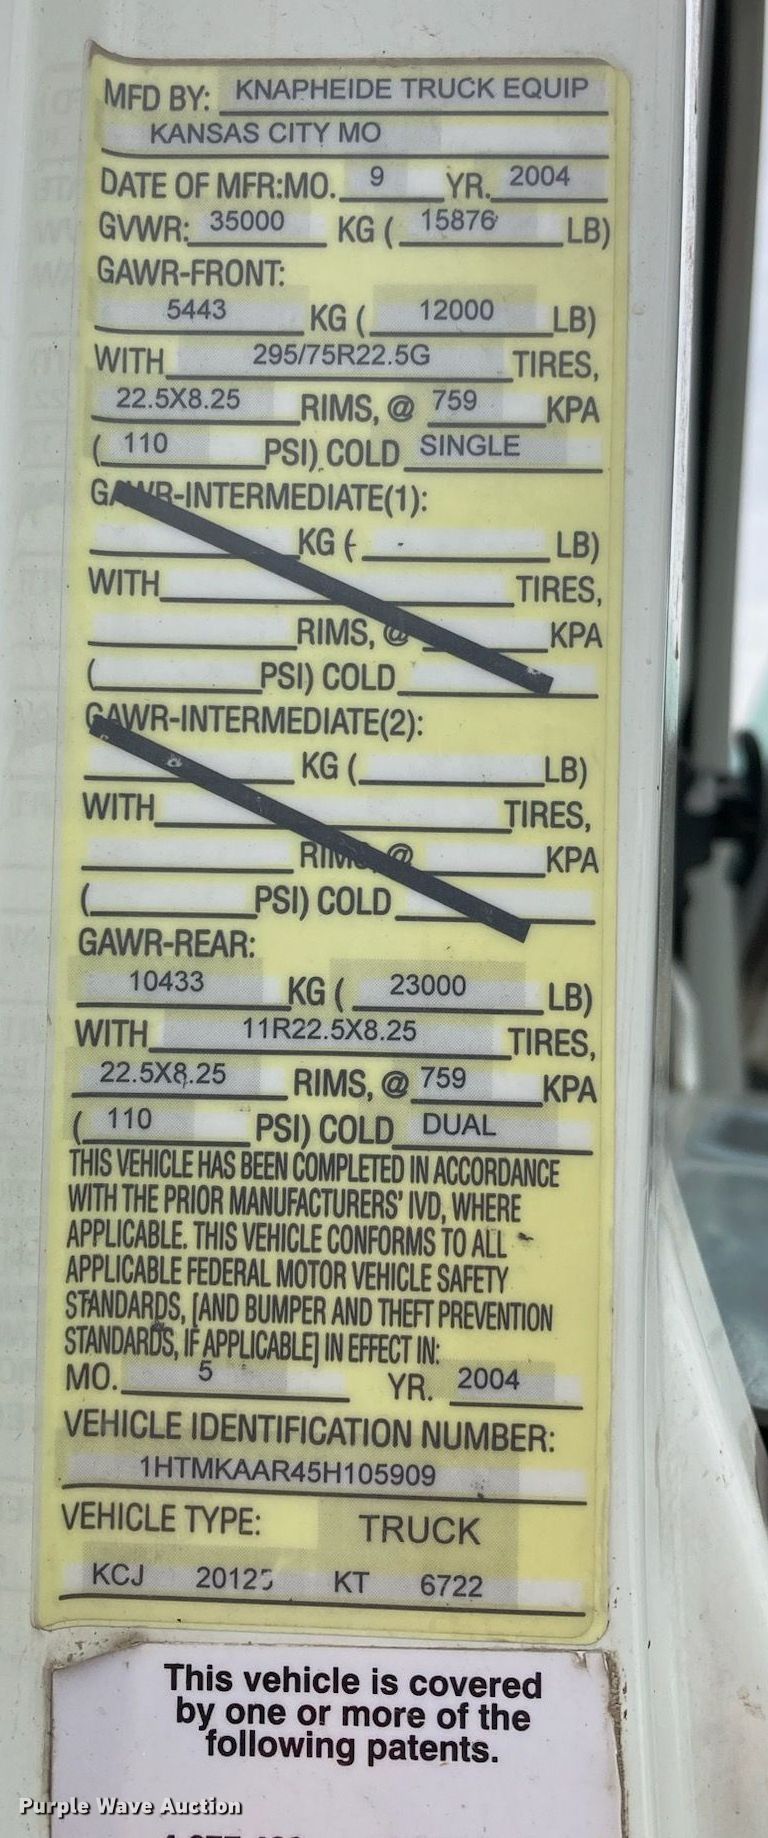 MFD BY: KNAPHEIDE TRUCK EQUIP
KANSAS CITY MO
DATE OF MFR:MO. 9 YR. 2004
GVWR: 35000 KG ( 15876 LB)
GAWR-FRONT:
5443 KG ( 12000 LB)
WITH 295/75R22.5G TIRES,
22.5X8.25 RIMS, @ 759 KPA
( 110 PSI) COLD SINGLE
GAWR-INTERMEDIATE(1):
KG ( LB)
WITH TIRES,
RIMS, @ KPA
( PSI) COLD
GAWR-INTERMEDIATE(2):
KG ( LB)
WITH TIRES,
RIMS, @ KPA
( PSI) COLD
GAWR-REAR:
10433 KG ( 23000 LB)
WITH 11R22.5X8.25 TIRES,
22.5X8.25 RIMS, @ 759 KPA
( 110 PSI) COLD DUAL
THIS VEHICLE HAS BEEN COMPLETED IN ACCORDANCE
WITH THE PRIOR MANUFACTURERS' IVD, WHERE
APPLICABLE. THIS VEHICLE CONFORMS TO ALL
APPLICABLE FEDERAL MOTOR VEHICLE SAFETY
STANDARDS, [AND BUMPER AND THEFT PREVENTION
STANDARDS, IF APPLICABLE] IN EFFECT IN:
MO. 5 YR. 2004
VEHICLE IDENTIFICATION NUMBER:
1HTMKAAR45H105909
VEHICLE TYPE: TRUCK
KCJ 20125 KT 6722
This vehicle is covered
by one or more of the
following patents.
Purple Wave Auction